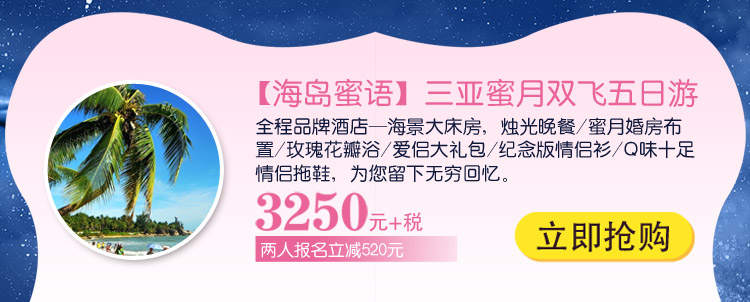 【海岛蜜语】三亚蜜月双飞五日游
全程品牌酒店—海景大床房，烛光晚餐/蜜月婚房布
置/玫瑰花瓣浴/爱侣大礼包/纪念版情侣衫/Q味十足
情侣拖鞋，为您留下无穷回忆。
3250元+税
两人报名立减520元
立即抢购